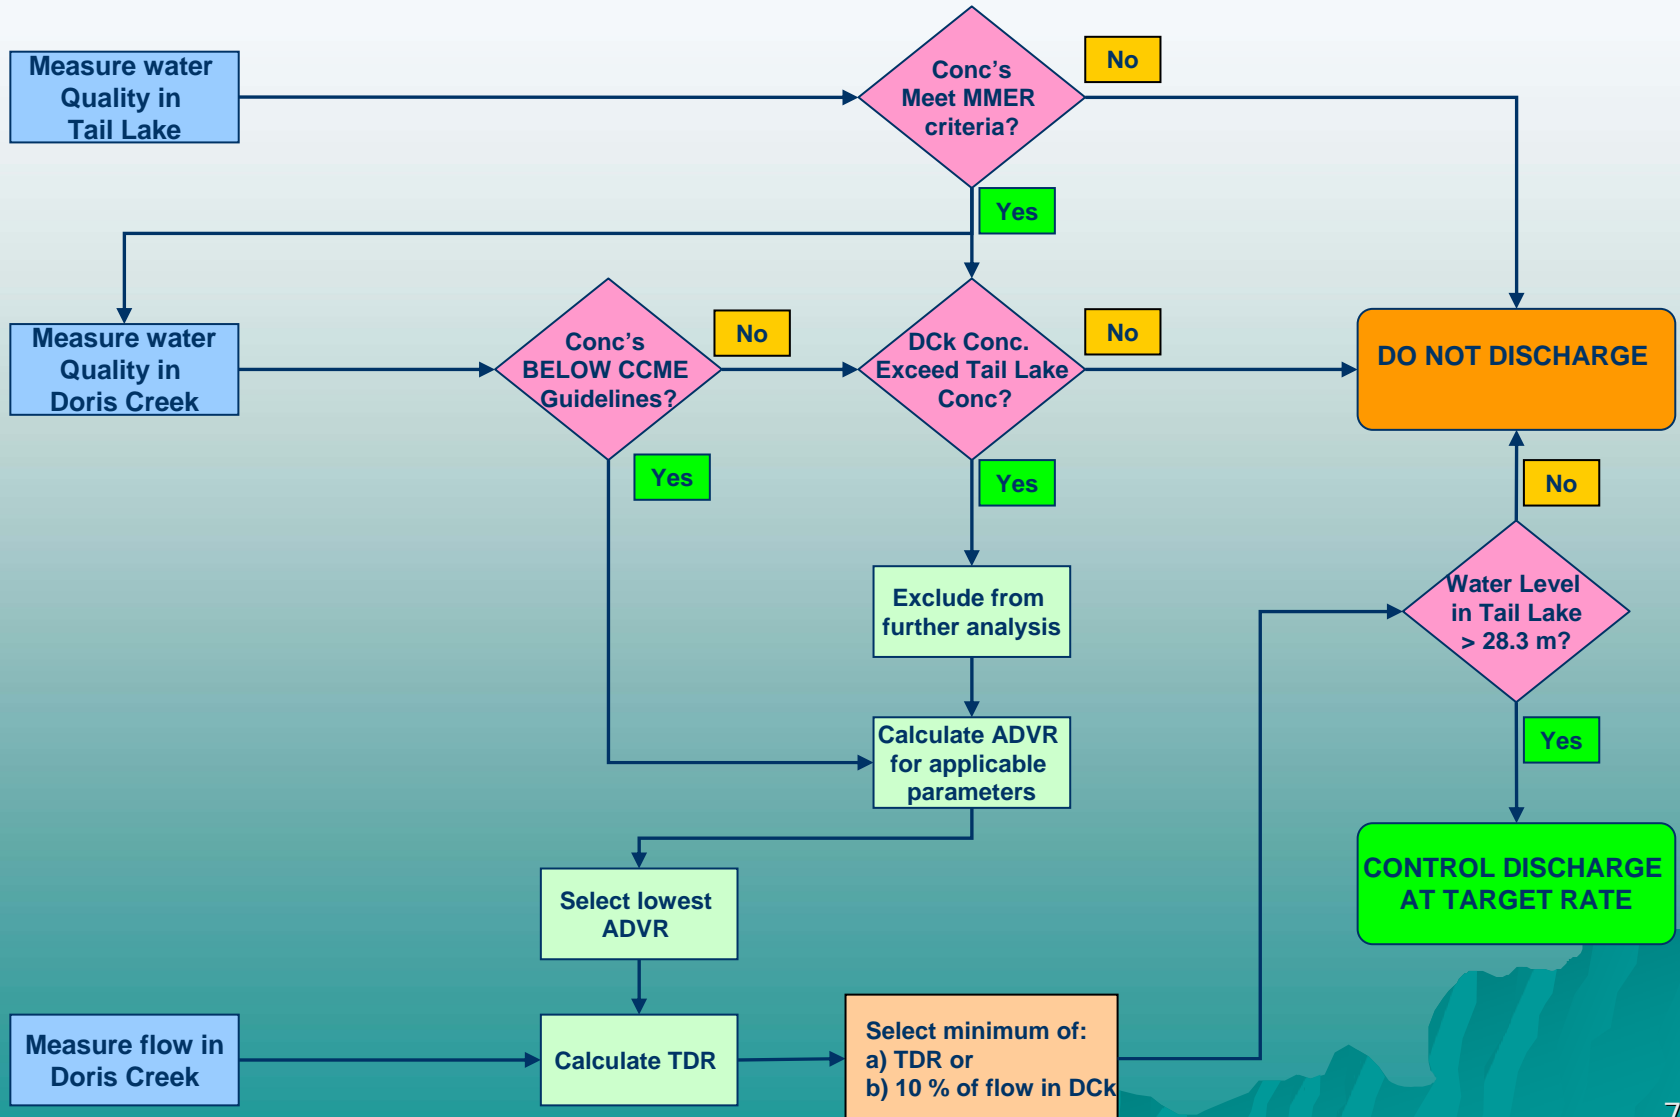 Measure water
Quality in
Tail Lake
Conc's
Meet MMER
criteria?
No
Yes
Measure water
Quality in
Doris Creek
Conc's
BELOW CCME
Guidelines?
No
DCk Conc.
Exceed Tail Lake
Conc?
No
DO NOT DISCHARGE
Yes
Yes
No
Exclude from
further analysis
Water Level
in Tail Lake
> 28.3 m?
Calculate ADVR
for applicable
parameters
Yes
Select lowest
ADVR
CONTROL DISCHARGE
AT TARGET RATE
Measure flow in
Doris Creek
Calculate TDR
Select minimum of:
a) TDR or
b) 10 % of flow in DCk
7